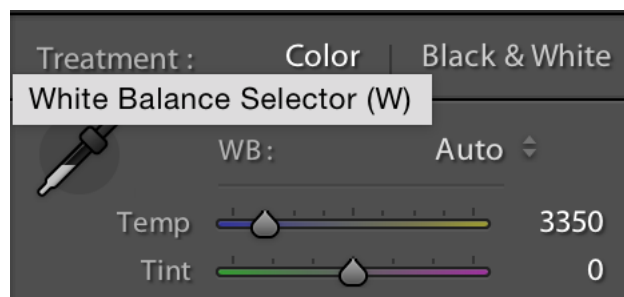 Treatment : Color | Black & White
White Balance Selector (W)
WB: Auto
Temp 3350
Tint 0